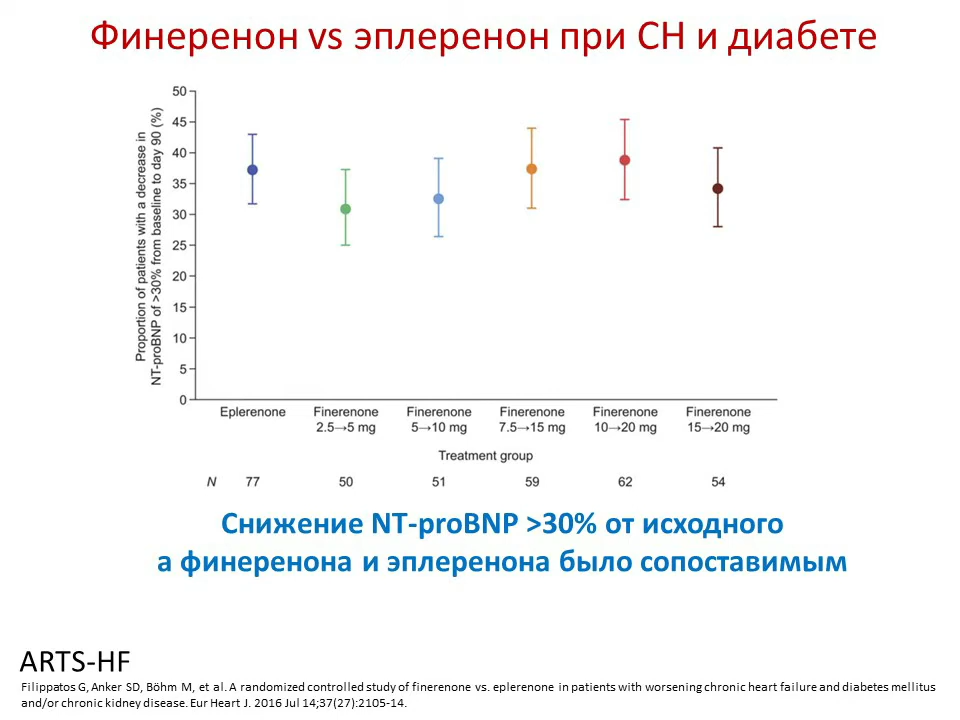 Финеренон vs эплеренон при СН и диабете
Proportion of patients with a decrease in
NT-proBNP of >30% from baseline to day 90 (%)
50
45
40
35
30
25
20
15
10
5
0
Eplerenone Finerenone Finerenone Finerenone Finerenone Finerenone
2.5→5 mg 5→10 mg 7.5→15 mg 10→20 mg 15→20 mg
Treatment group
N 77 50 51 59 62 54
Снижение NT-proBNP >30% от исходного
а финеренона и эплеренона было сопоставимым
ARTS-HF
Filippatos G, Anker SD, Böhm M, et al. A randomized controlled study of finerenone vs. eplerenone in patients with worsening chronic heart failure and diabetes mellitus
and/or chronic kidney disease. Eur Heart J. 2016 Jul 14;37(27):2105-14.